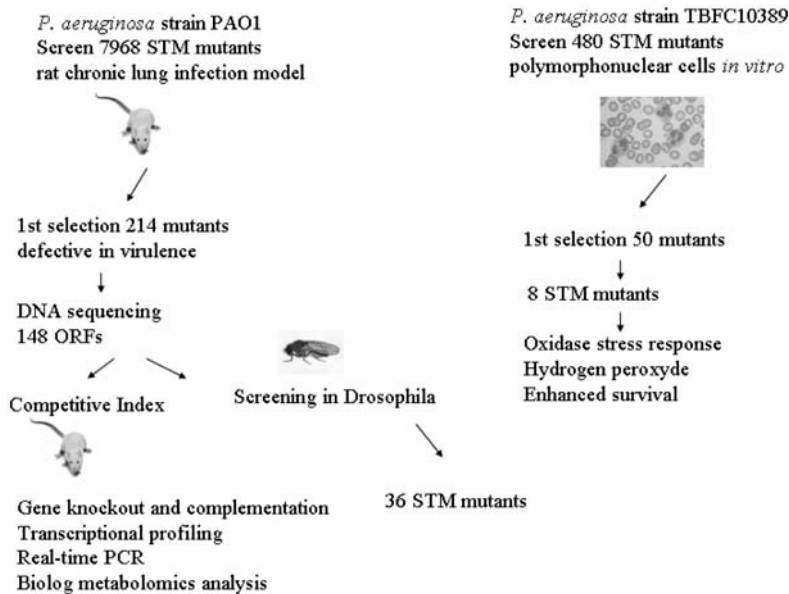 P. aeruginosa strain PAO1
Screen 7968 STM mutants
rat chronic lung infection model
1st selection 214 mutants
defective in virulence
DNA sequencing
148 ORFs
Competitive Index
Gene knockout and complementation
Transcriptional profiling
Real-time PCR
Biolog metabolomics analysis
Screening in Drosophila
36 STM mutants
P. aeruginosa strain TBFC10389
Screen 480 STM mutants
polymorphonuclear cells in vitro
1st selection 50 mutants
8 STM mutants
Oxidase stress response
Hydrogen peroxyde
Enhanced survival